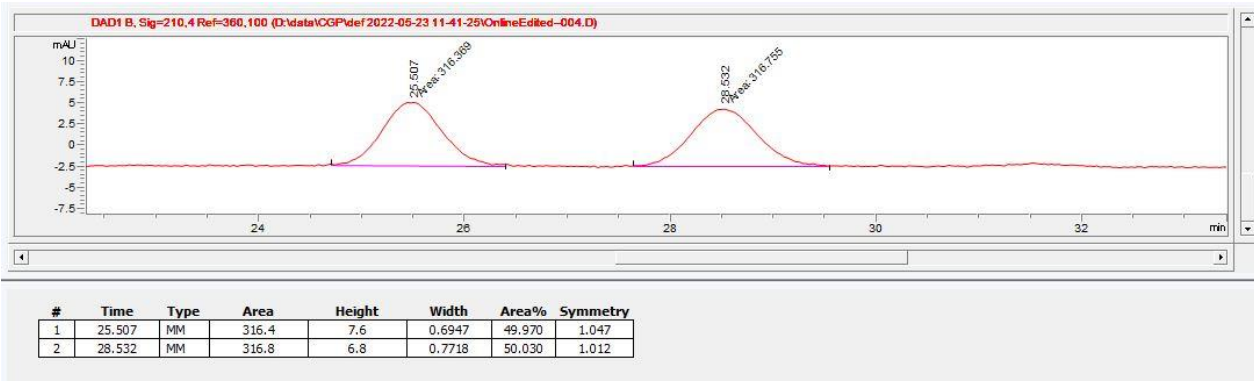 DAD1 B, Sig=210,4 Ref=360,100 (D:\data\CGP\def 2022-05-23 11-41-25\OnlineEdited--004.D)
mAU
10
7.5
5
2.5
0
-2.5
-5
-7.5
25.507
Area: 316.369
28.532
Area: 316.755
24 26 28 30 32 min
# Time Type Area Height Width Area% Symmetry
1 25.507 MM 316.4 7.6 0.6947 49.970 1.047
2 28.532 MM 316.8 6.8 0.7718 50.030 1.012